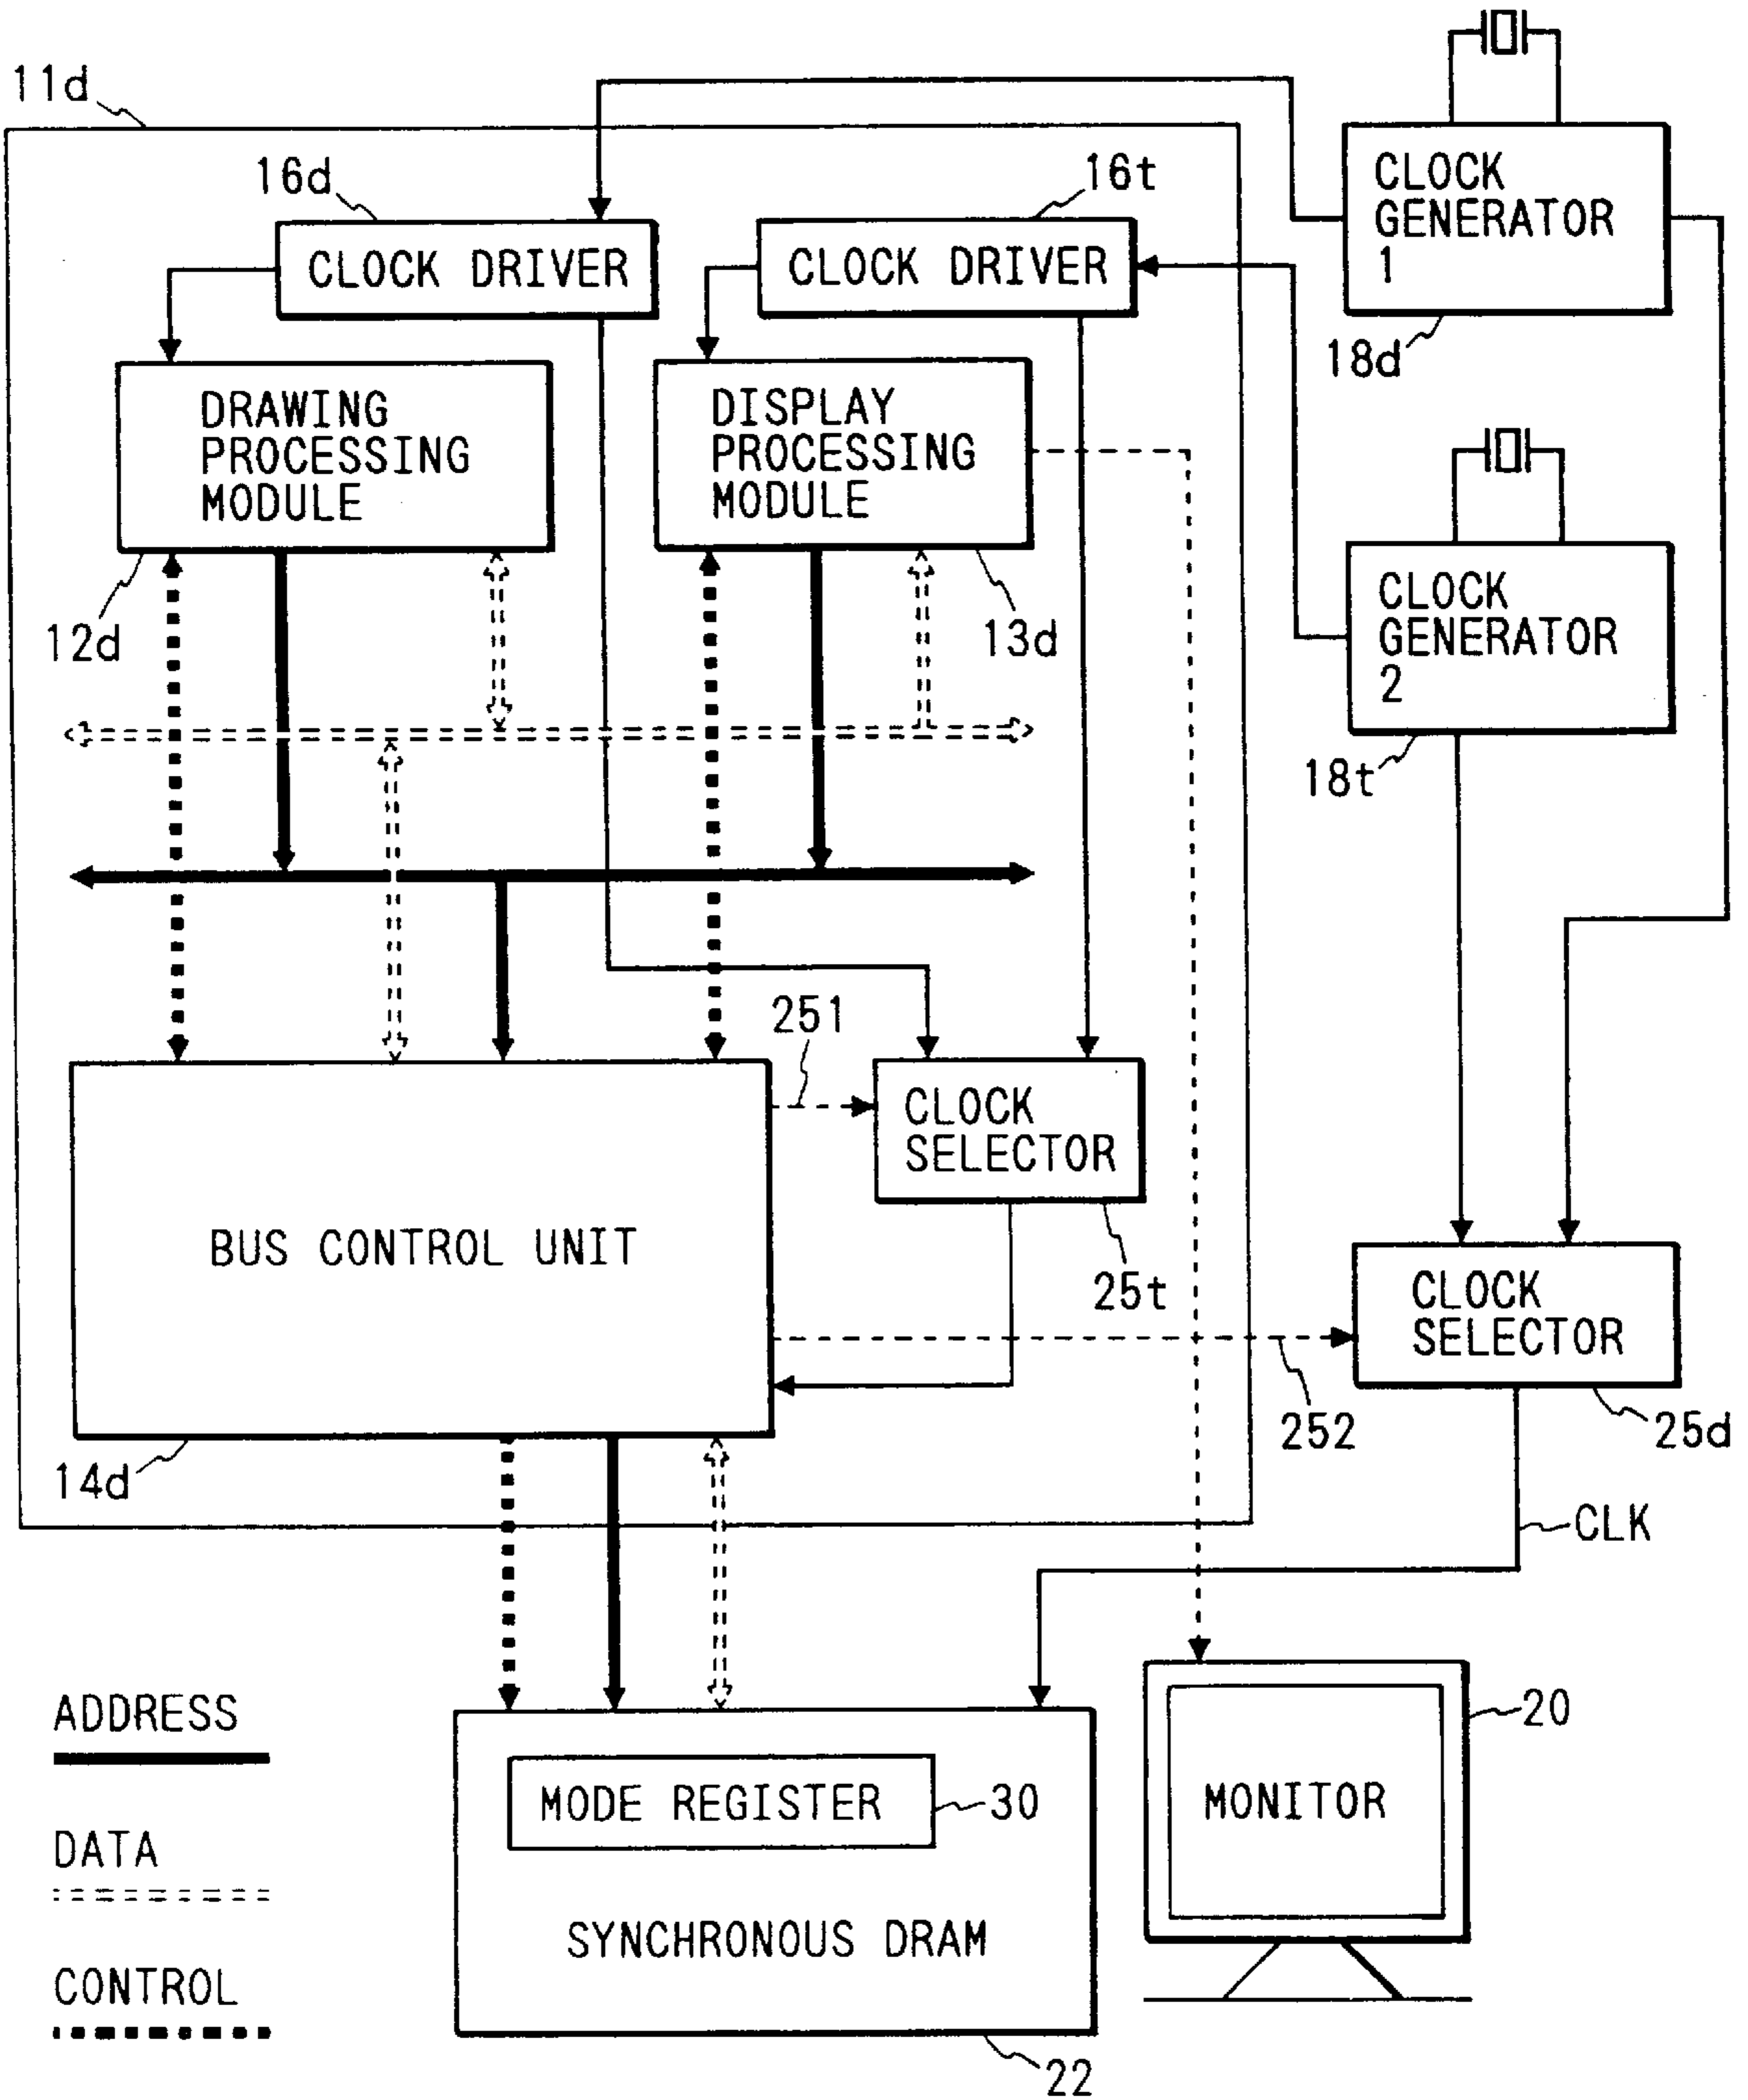 11d
16d
16t
CLOCK
GENERATOR
1
CLOCK DRIVER
CLOCK DRIVER
18d
DRAWING
PROCESSING
MODULE
DISPLAY
PROCESSING
MODULE
12d
13d
CLOCK
GENERATOR
2
18t
251
CLOCK
SELECTOR
BUS CONTROL UNIT
25t
CLOCK
SELECTOR
252
25d
14d
CLK
ADDRESS
DATA
CONTROL
MODE REGISTER
30
SYNCHRONOUS DRAM
22
20
MONITOR